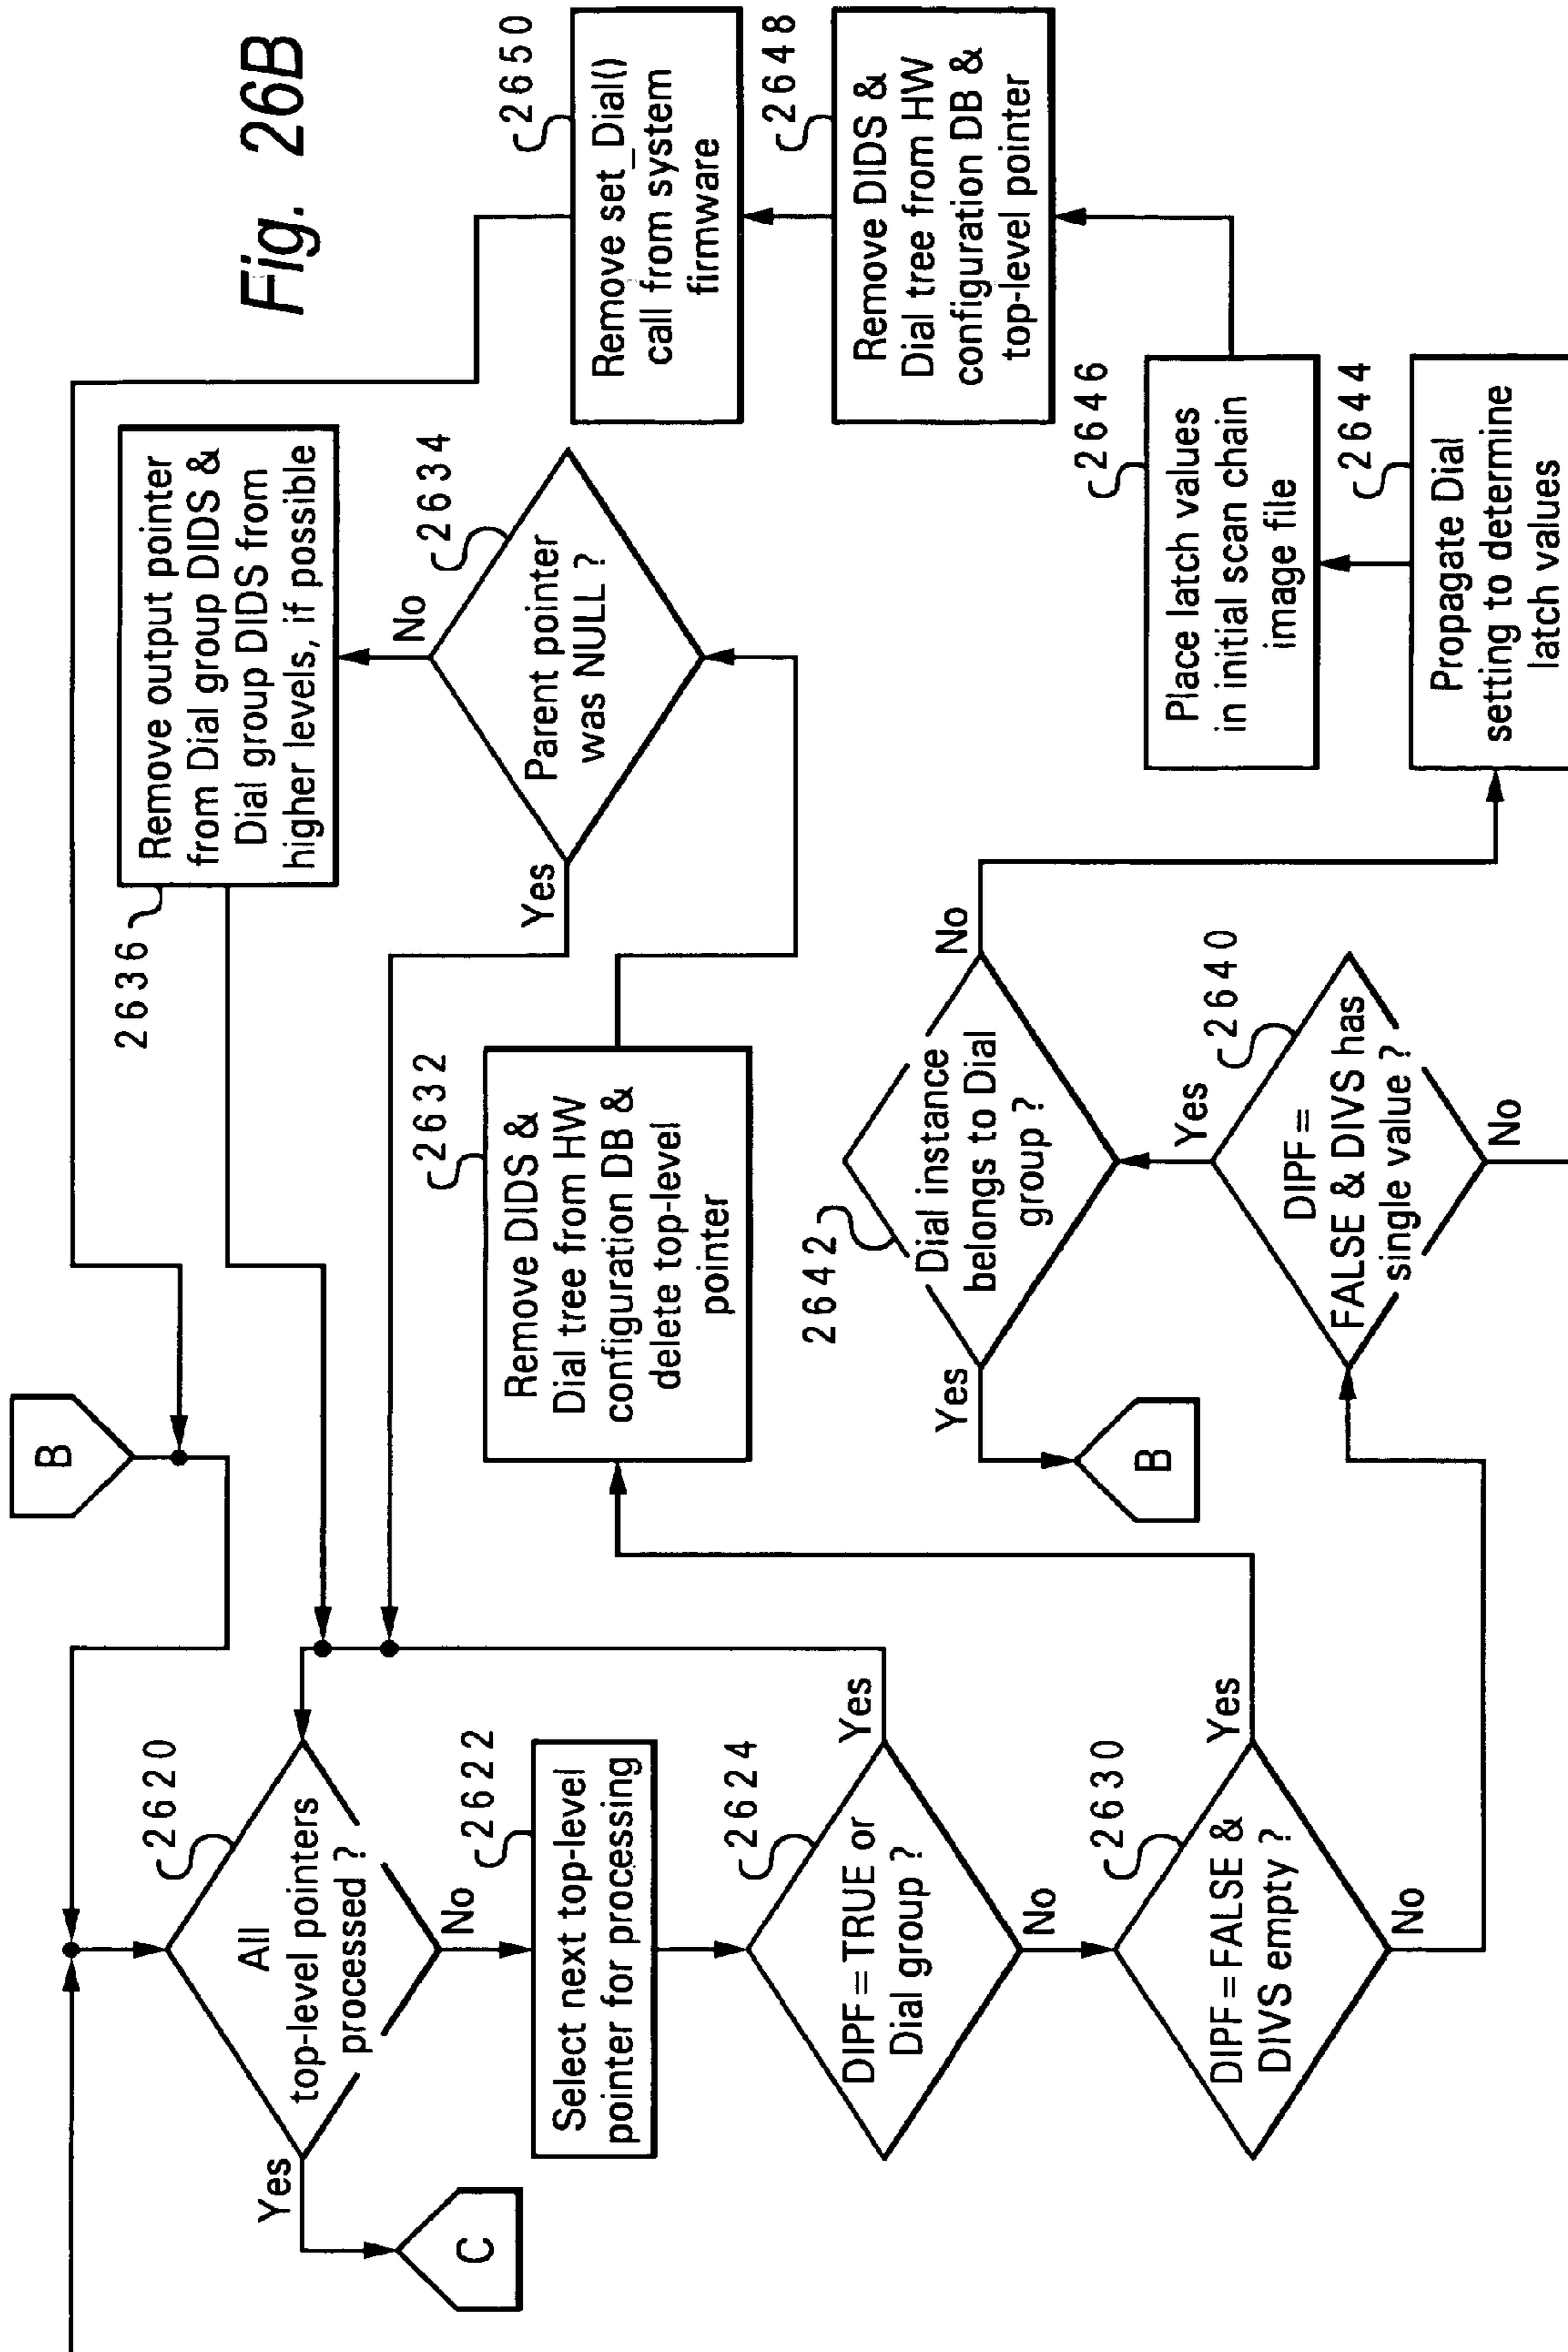 Fig. 26B
B
2620
All
top-level pointers
processed ?
Yes
C
No
2622
Select next top-level
pointer for processing
2624
DIPF = TRUE or
Dial group ?
Yes
No
2630
DIPF = FALSE &
DIVS empty ?
Yes
No
2632
Remove DIDS &
Dial tree from HW
configuration DB &
delete top-level
pointer
2634
Parent pointer
was NULL ?
Yes
No
2636
Remove output pointer
from Dial group DIDS &
Dial group DIDS from
higher levels, if possible
2640
DIPF =
FALSE & DIVS has
single value ?
Yes
No
2642
Dial instance
belongs to Dial
group ?
Yes
B
No
2644
Propagate Dial
setting to determine
latch values
2646
Place latch values
in initial scan chain
image file
2648
Remove DIDS &
Dial tree from HW
configuration DB &
top-level pointer
2650
Remove set_Dial()
call from system
firmware